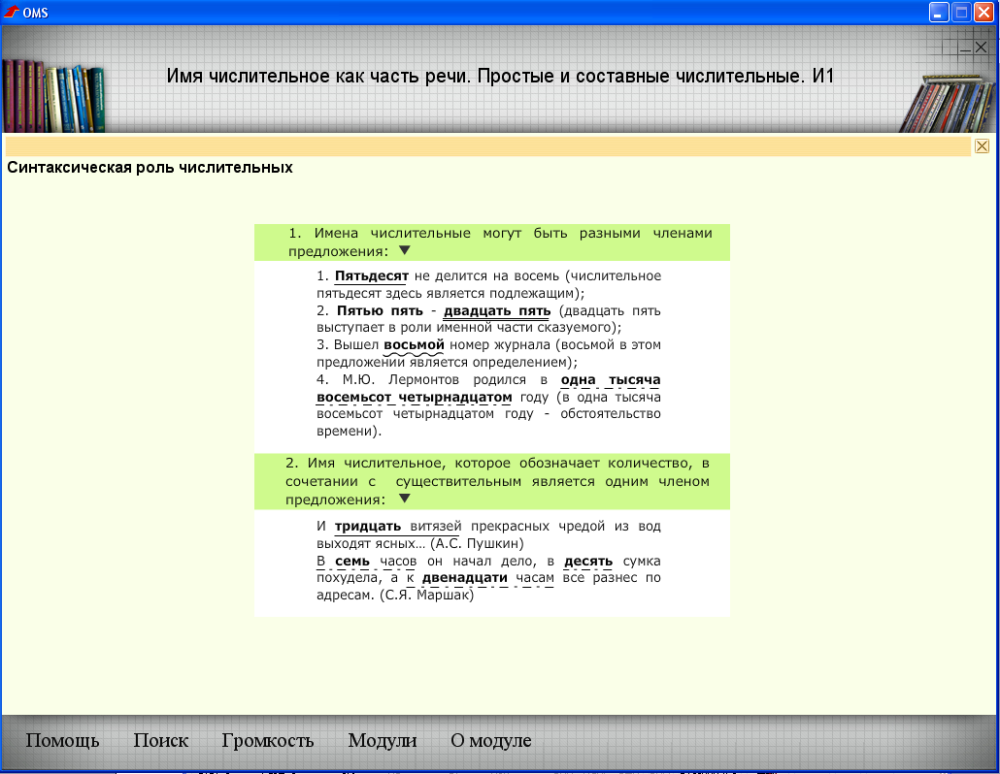 OMS
Имя числительное как часть речи. Простые и составные числительные. И1
Синтаксическая роль числительных
1. Имена числительные могут быть разными членами
предложения: ▼
1. Пятьдесят не делится на восемь (числительное
пятьдесят здесь является подлежащим);
2. Пятью пять - двадцать пять (двадцать пять
выступает в роли именной части сказуемого);
3. Вышел восьмой номер журнала (восьмой в этом
предложении является определением);
4. М.Ю. Лермонтов родился в одна тысяча
восемьсот четырнадцатом году (в одна тысяча
восемьсот четырнадцатом году - обстоятельство
времени).
2. Имя числительное, которое обозначает количество, в
сочетании с существительным является одним членом
предложения: ▼
И тридцать витязей прекрасных чредой из вод
выходят ясных... (А.С. Пушкин)
В семь часов он начал дело, в десять сумка
похудела, а к двенадцати часам все разнес по
адресам. (С.Я. Маршак)
Помощь Поиск Громкость Модули О модуле